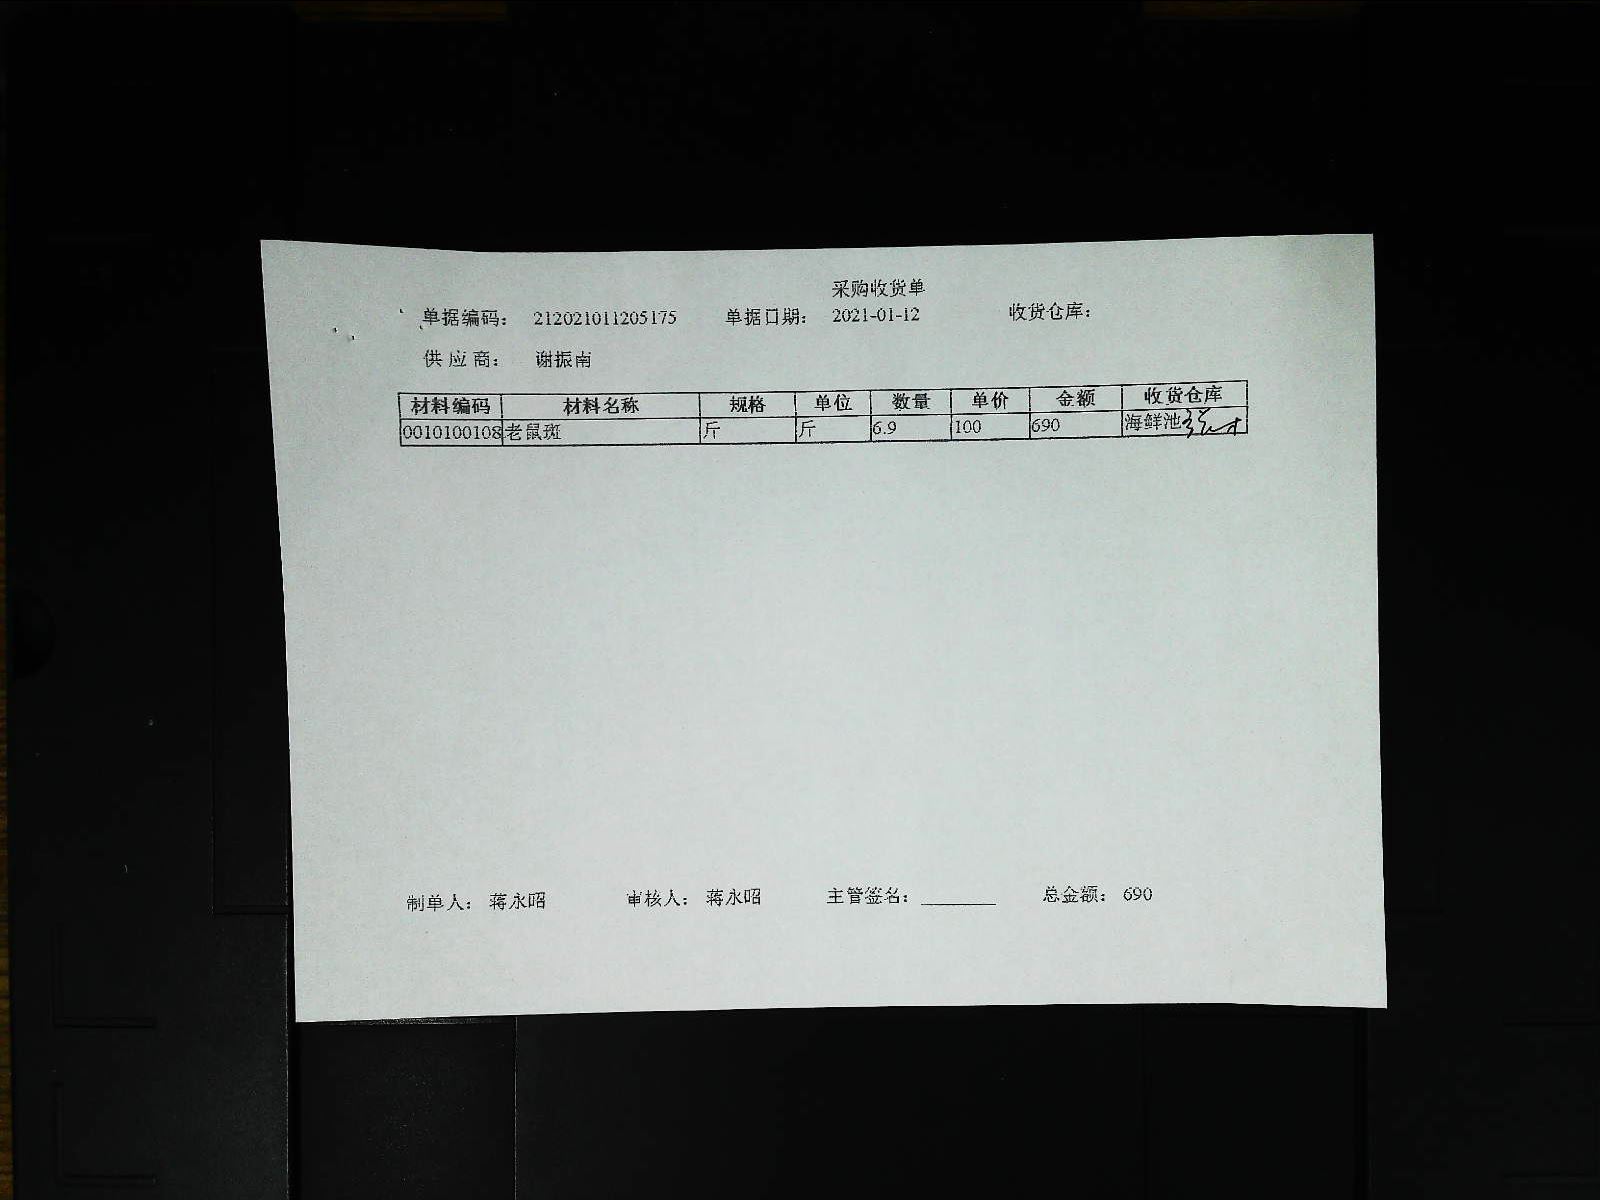 采购收货单
单据编码： 212021011205175 单据日期： 2021-01-12 收货仓库：
供应商： 谢振南
材料编码 材料名称 规格 单位 数量 单价 金额 收货仓库
0010100108 老鼠斑 斤 斤 6.9 100 690 海鲜池
制单人： 蒋永昭 审核人： 蒋永昭 主管签名： ________ 总金额： 690